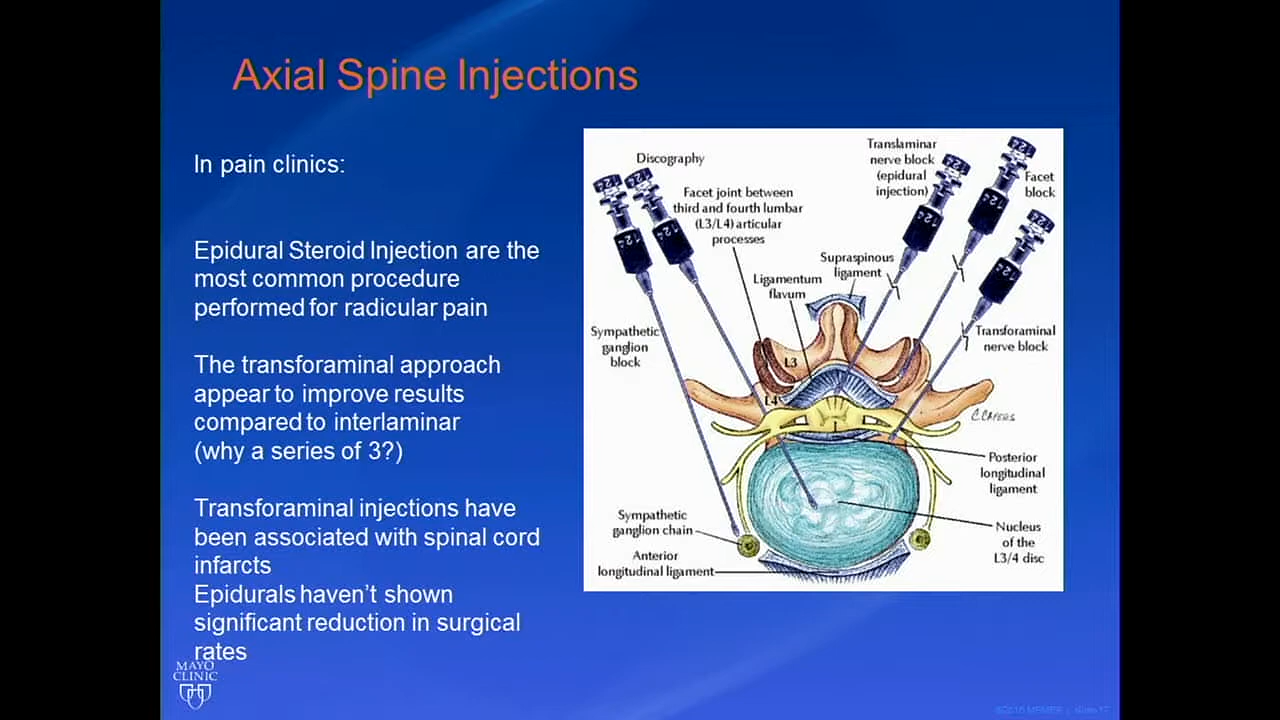 Axial Spine Injections
In pain clinics:
Epidural Steroid Injection are the
most common procedure
performed for radicular pain
The transforaminal approach
appear to improve results
compared to interlaminar
(why a series of 3?)
Transforaminal injections have
been associated with spinal cord
infarcts
Epidurals haven't shown
significant reduction in surgical
rates
MAYO
CLINIC
Discography
Facet joint between
third and fourth lumbar
(L3/L4) articular
processes
Translaminar
nerve block
(epidural
injection)
Facet
block
Supraspinous
ligament
Ligamentum
flavum
Sympathetic
ganglion
block
Transforaminal
nerve block
L3
L4
C. CAPERS
Posterior
longitudinal
ligament
Sympathetic
ganglion chain
Nucleus
of the
L3/4 disc
Anterior
longitudinal ligament